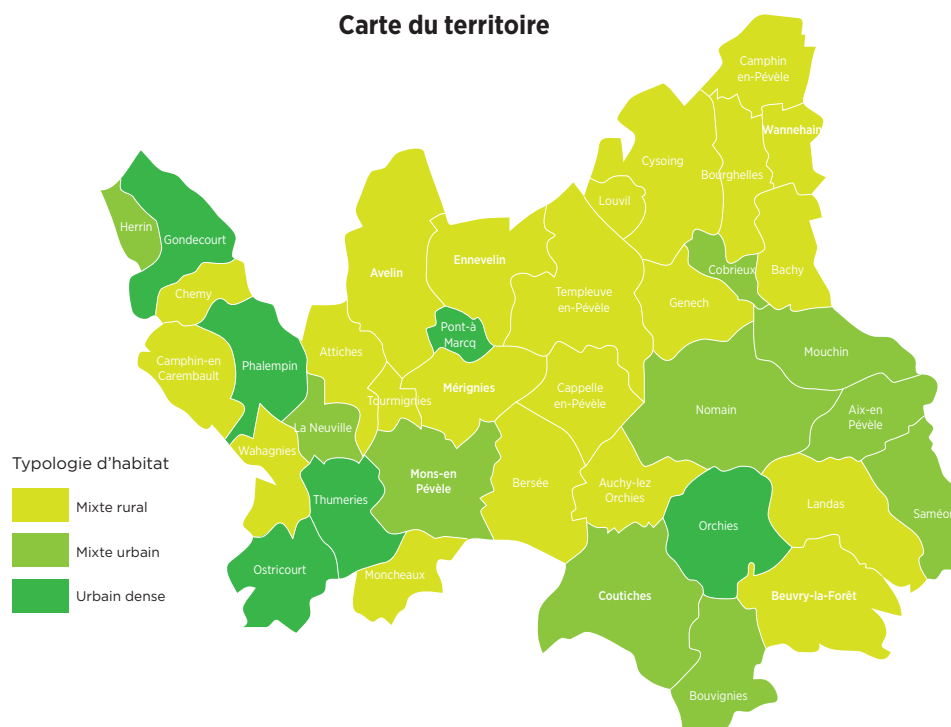 Carte du territoire
Camphin
en-Pévèle
Wannehain
Cysoing
Bourghelles
Louvil
Herrin
Gondecourt
Ennevelin
Avelin
Cobrieux
Bachy
Chemy
Templeuve
en-Pévèle
Genech
Pont-à
Marcq
Attiches
Mouchin
Camphin-en
Carembault
Phalempin
Mérignies
Cappelle
en-Pévèle
Tourmignies
Nomain
Aix-en
Pévèle
La Neuville
Wahagnies
Typologie d'habitat
Mons-en
Pévèle
Bersée
Auchy-lez
Orchies
Thumeries
Landas
Mixte rural
Saméon
Orchies
Mixte urbain
Ostricourt
Moncheaux
Urbain dense
Coutiches
Beuvry-la-Forêt
Bouvignies